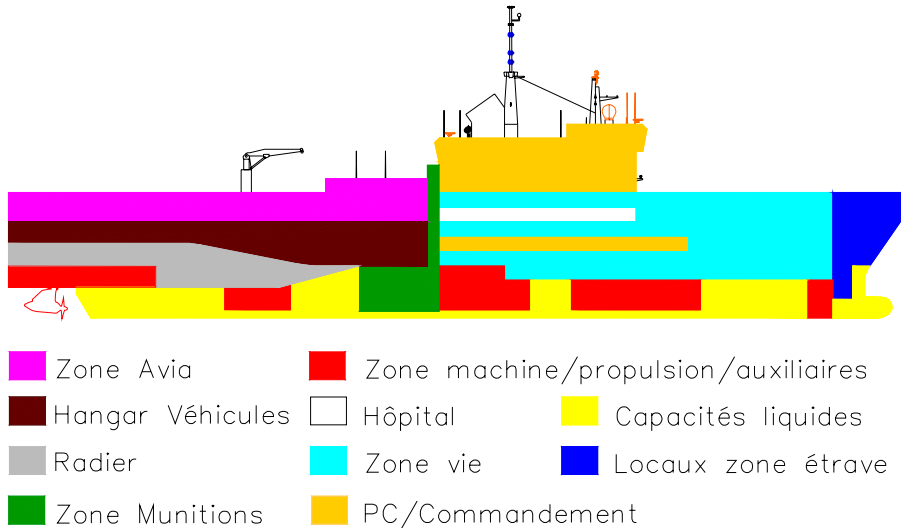 Zone Avia
Zone machine/propulsion/auxiliaires
Hangar Véhicules
Hôpital
Capacités liquides
Radier
Zone vie
Locaux zone étrave
Zone Munitions
PC/Commandement